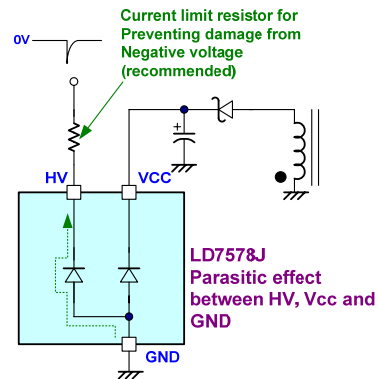 Current limit resistor for
Preventing damage from
Negative voltage
(recommended)
0V
+
HV
VCC
LD7578J
Parasitic effect
between HV, Vcc and
GND
GND